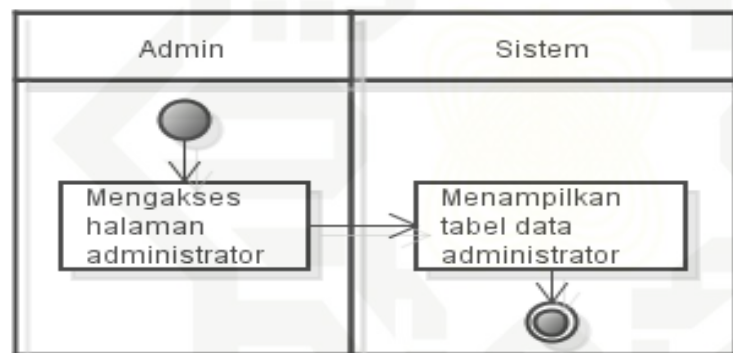 Admin
Sistem
Mengakses
halaman
administrator
Menampilkan
tabel data
administrator